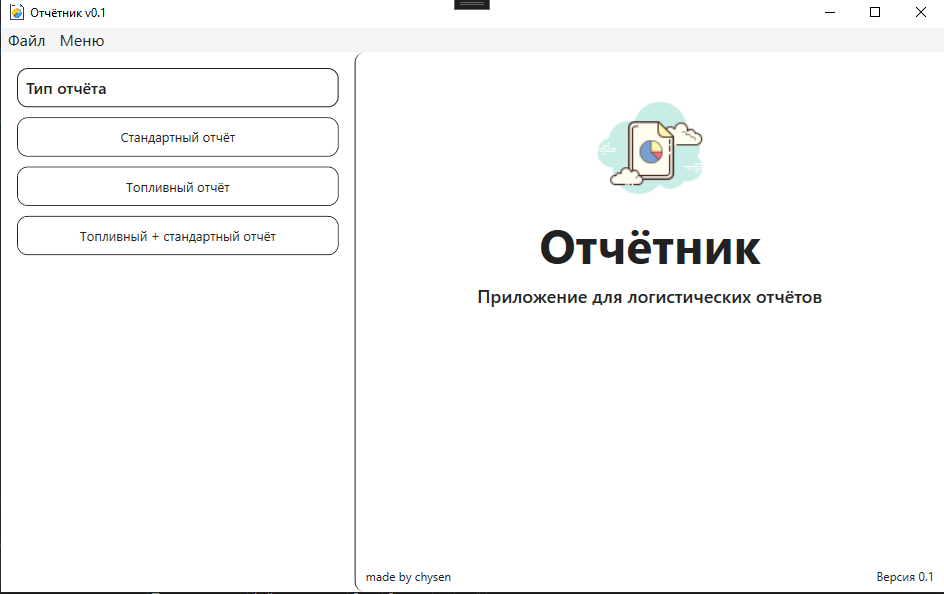 Отчётник v0.1
Файл Меню
Тип отчёта
Стандартный отчёт
Топливный отчёт
Топливный + стандартный отчёт
Отчётник
Приложение для логистических отчётов
made by chysen
Версия 0.1